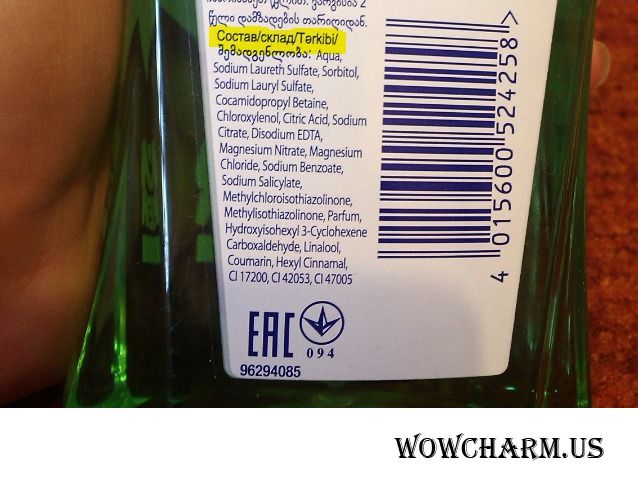 წელი დამზადების თარიღიდან.
Состав/склад/Tərkibi/
შემადგენლობა: Aqua,
Sodium Laureth Sulfate, Sorbitol,
Sodium Lauryl Sulfate,
Cocamidopropyl Betaine,
Chloroxylenol, Citric Acid, Sodium
Citrate, Disodium EDTA,
Magnesium Nitrate, Magnesium
Chloride, Sodium Benzoate,
Sodium Salicylate,
Methylchloroisothiazolinone,
Methylisothiazolinone, Parfum,
Hydroxyisohexyl 3-Cyclohexene
Carboxaldehyde, Linalool,
Coumarin, Hexyl Cinnamal,
CI 17200, CI 42053, CI 47005
4 015600 524258 >
EAC
094
96294085
WOWCHARM.US